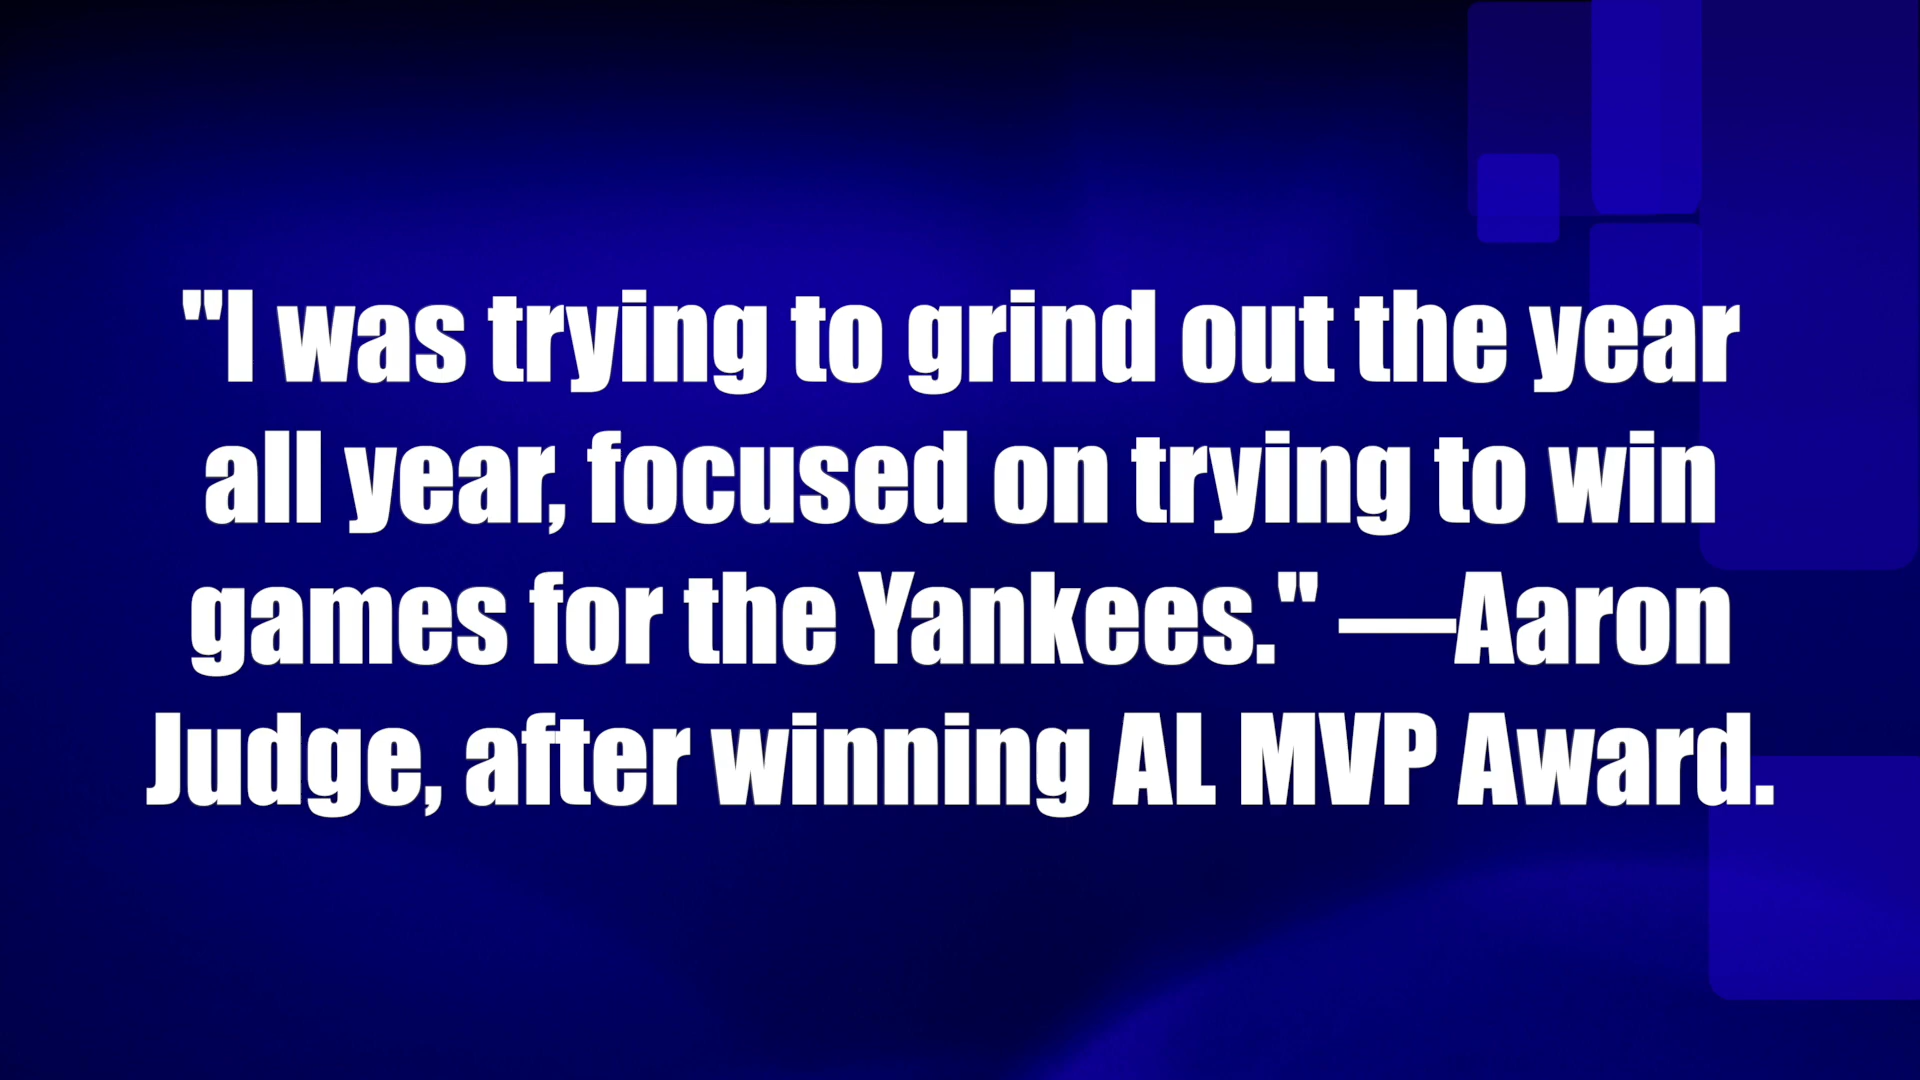 "I was trying to grind out the year
all year, focused on trying to win
games for the Yankees." —Aaron
Judge, after winning AL MVP Award.